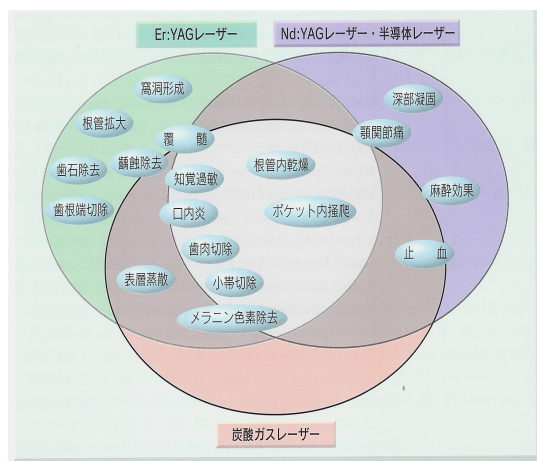 Er:YAGレーザー
Nd:YAGレーザー・半導体レーザー
窩洞形成
深部凝固
根管拡大
覆 髄
顎関節痛
歯石除去
齲蝕除去
知覚過敏
根管内乾燥
麻酔効果
歯根端切除
口内炎
ポケット内掻爬
歯肉切除
止 血
表層蒸散
小帯切除
メラニン色素除去
炭酸ガスレーザー